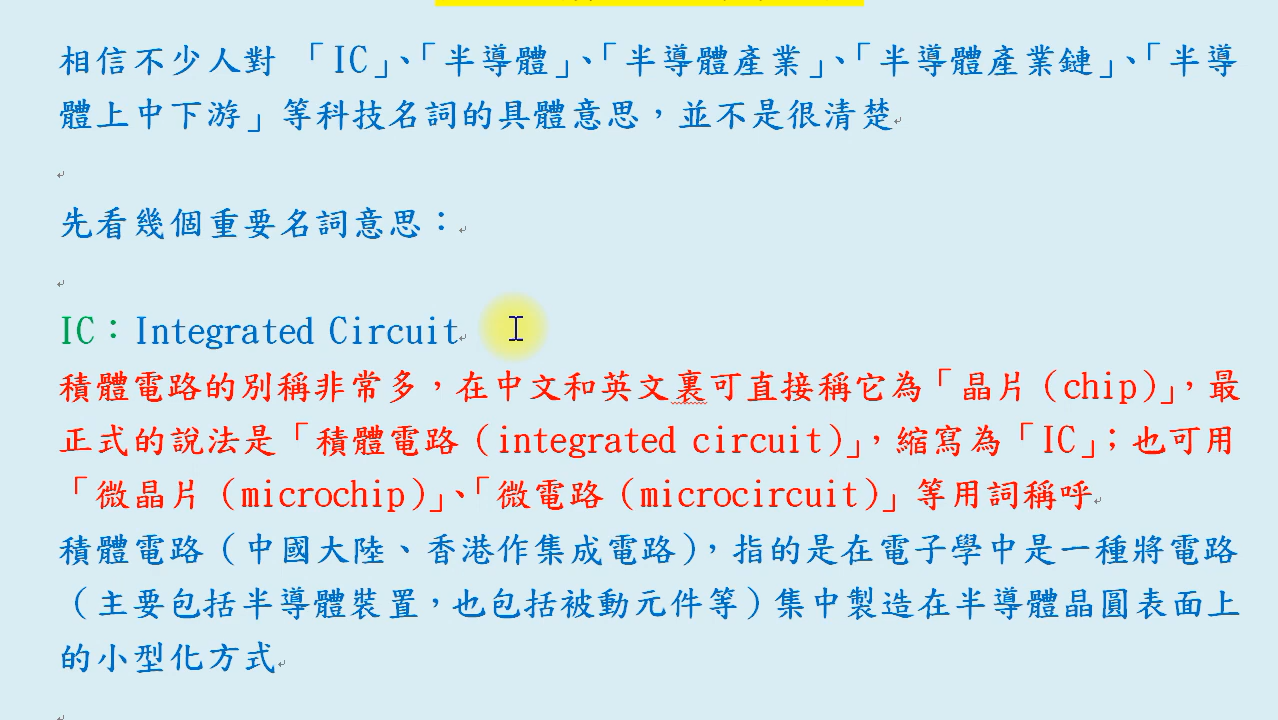 相信不少人對 「IC」、「半導體」、「半導體產業」、「半導體產業鏈」、「半導
體上中下游」等科技名詞的具體意思，並不是很清楚
先看幾個重要名詞意思：
IC：Integrated Circuit
積體電路的別稱非常多，在中文和英文裏可直接稱它為「晶片（chip）」，最
正式的說法是「積體電路（integrated circuit）」，縮寫為「IC」；也可用
「微晶片（microchip）」、「微電路（microcircuit）」等用詞稱呼
積體電路（中國大陸、香港作集成電路），指的是在電子學中是一種將電路
（主要包括半導體裝置，也包括被動元件等）集中製造在半導體晶圓表面上
的小型化方式